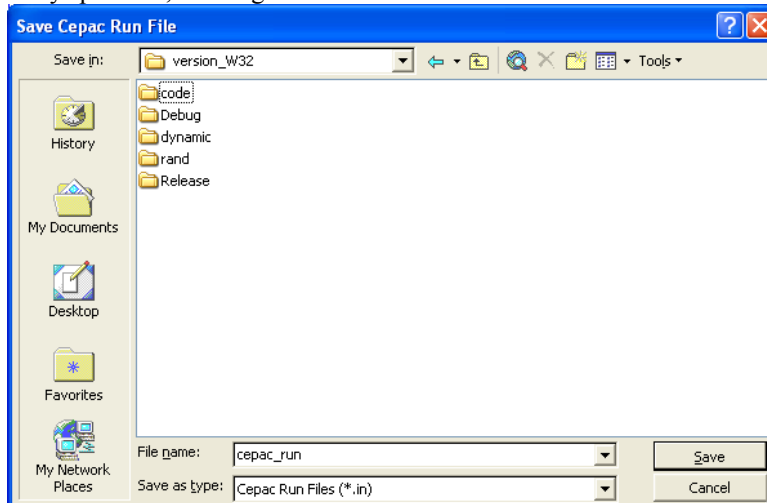 Save Cepac Run File
Save in: version_W32 Tools
code
Debug
dynamic
rand
Release
History
My Documents
Desktop
Favorites
My Network
Places
File name: cepac_run Save
Save as type: Cepac Run Files (*.in) Cancel